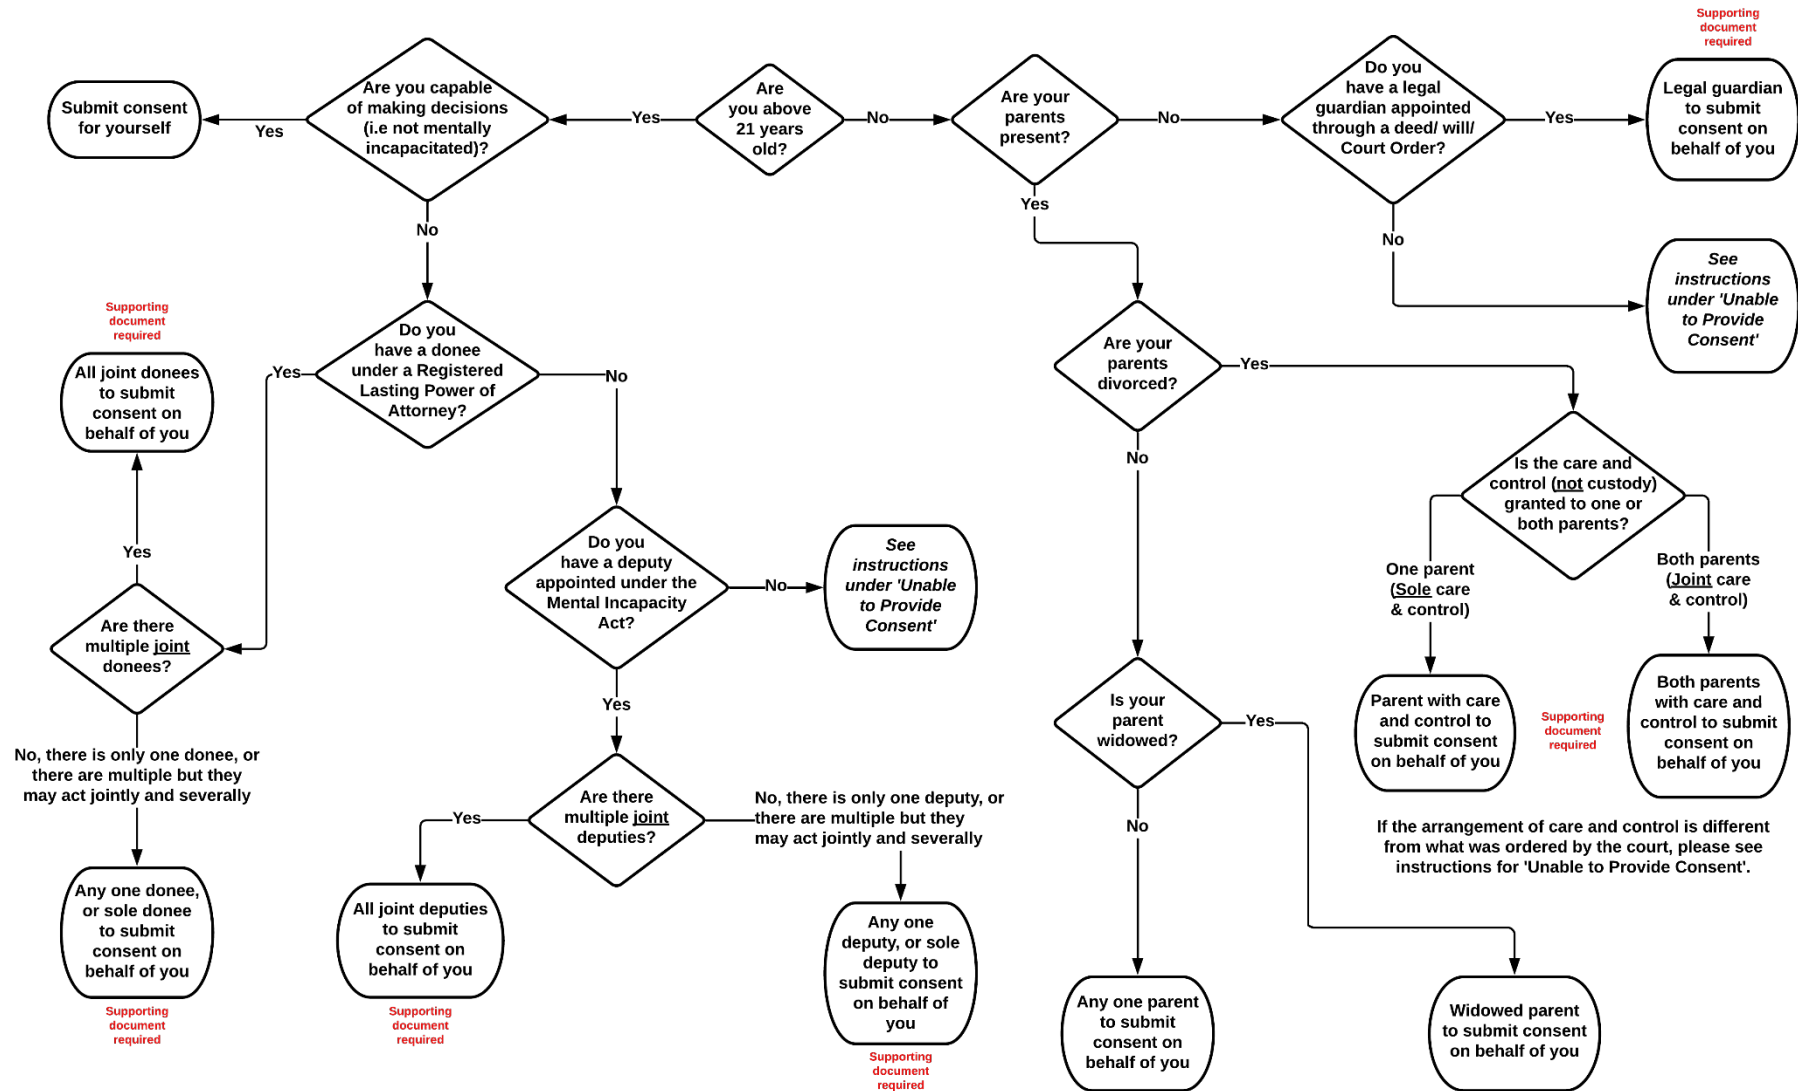 Supporting
document
required
Submit consent
for yourself
Yes
Are you capable
of making decisions
(i.e not mentally
incapacitated)?
Yes
Are
you above
21 years
old?
No
Are your
parents
present?
No
Do you
have a legal
guardian appointed
through a deed/ will/
Court Order?
Yes
Legal guardian
to submit
consent on
behalf of you
No
Yes
No
See
instructions
under 'Unable
to Provide
Consent'
Supporting
document
required
All joint donees
to submit
consent on
behalf of you
Yes
Do you
have a donee
under a Registered
Lasting Power of
Attorney?
No
Are your
parents
divorced?
Yes
No
Is the care and
control (not custody)
granted to one or
both parents?
Yes
Are there
multiple joint
donees?
Do you
have a deputy
appointed under the
Mental Incapacity
Act?
No
See
instructions
under 'Unable
to Provide
Consent'
One parent
(Sole care
& control)
Both parents
(Joint care
& control)
Yes
No, there is only one donee, or
there are multiple but they
may act jointly and severally
Is your
parent
widowed?
Yes
Parent with care
and control to
submit consent
on behalf of you
Supporting
document
required
Both parents
with care and
control to submit
consent on
behalf of you
Yes
Are there
multiple joint
deputies?
No, there is only one deputy, or
there are multiple but they
may act jointly and severally
No
If the arrangement of care and control is different
from what was ordered by the court, please see
instructions for 'Unable to Provide Consent'.
Any one donee,
or sole donee
to submit
consent on
behalf of you
Supporting
document
required
All joint deputies
to submit
consent on
behalf of you
Supporting
document
required
Any one
deputy, or sole
deputy to
submit consent
on behalf of
you
Supporting
document
required
Any one parent
to submit
consent on
behalf of you
Widowed parent
to submit consent
on behalf of you